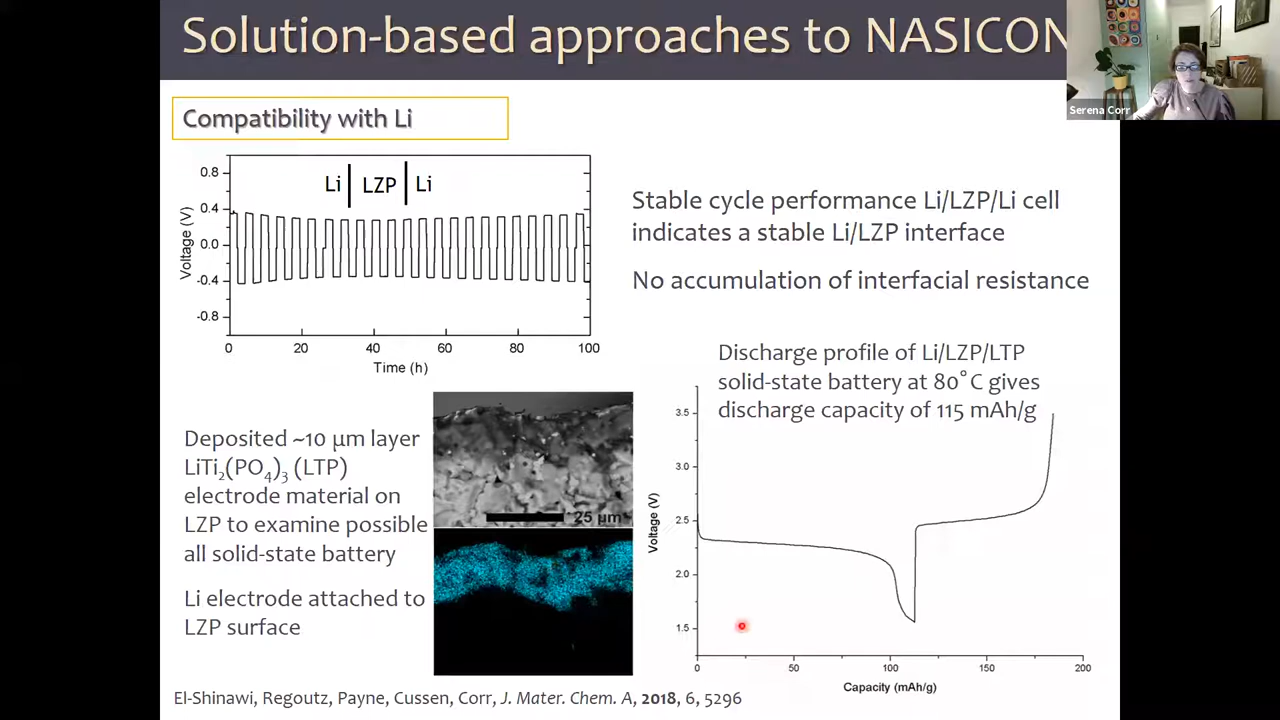 Solution-based approaches to NASICON
Serena Corr
Compatibility with Li
0.8
0.4
0.0
-0.4
-0.8
Voltage (V)
Li | LZP | Li
0 20 40 60 80 100
Time (h)
Stable cycle performance Li/LZP/Li cell
indicates a stable Li/LZP interface
No accumulation of interfacial resistance
Discharge profile of Li/LZP/LTP
solid-state battery at 80°C gives
discharge capacity of 115 mAh/g
Deposited ~10 µm layer
LiTi₂(PO₄)₃ (LTP)
electrode material on
LZP to examine possible
all solid-state battery
Li electrode attached to
LZP surface
25 µm
3.5
3.0
2.5
2.0
1.5
Voltage (V)
0 50 100 150 200
Capacity (mAh/g)
El-Shinawi, Regoutz, Payne, Cussen, Corr, J. Mater. Chem. A, 2018, 6, 5296